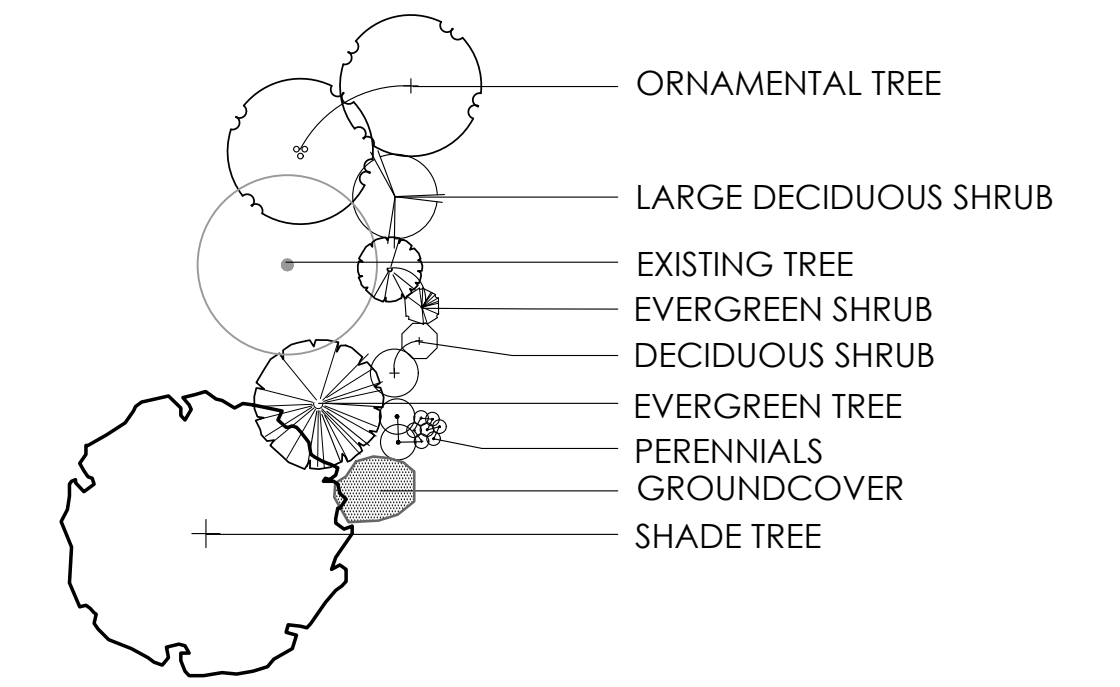 ORNAMENTAL TREE
LARGE DECIDUOUS SHRUB
EXISTING TREE
EVERGREEN SHRUB
DECIDUOUS SHRUB
EVERGREEN TREE
PERENNIALS
GROUNDCOVER
SHADE TREE